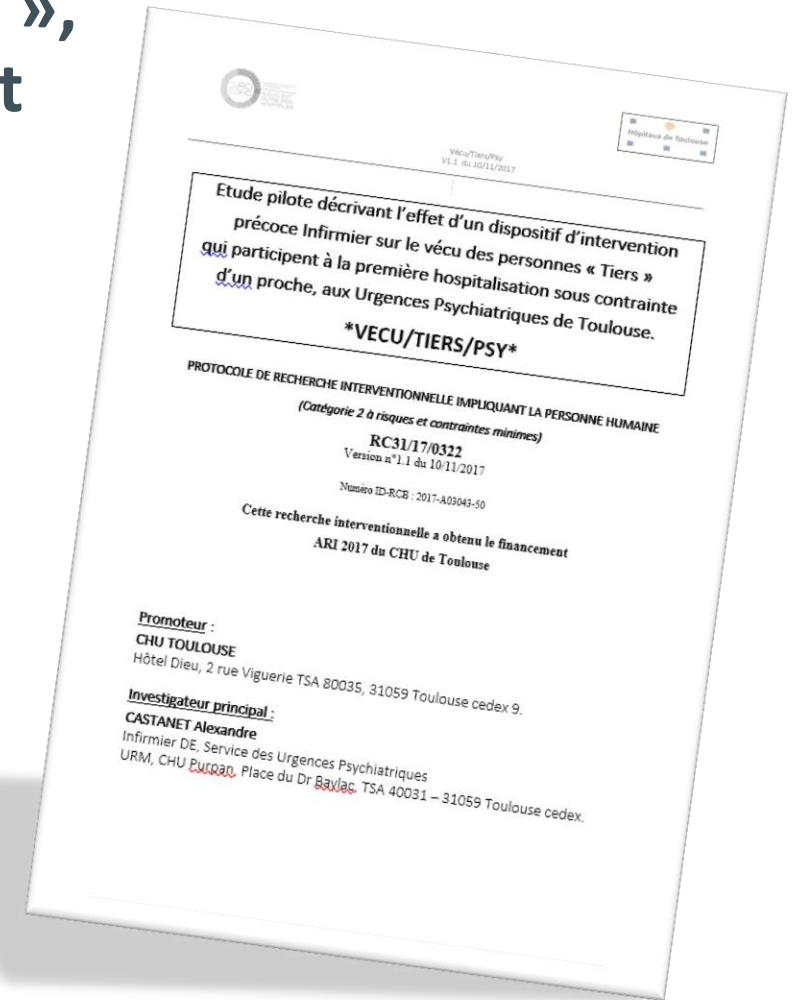 »,
t
Hôpitaux de Toulouse
Vécu/Tiers/Psy
V1.1 du 10/11/2017
Etude pilote décrivant l'effet d'un dispositif d'intervention
précoce Infirmier sur le vécu des personnes « Tiers »
qui participent à la première hospitalisation sous contrainte
d'un proche, aux Urgences Psychiatriques de Toulouse.
*VECU/TIERS/PSY*
PROTOCOLE DE RECHERCHE INTERVENTIONNELLE IMPLIQUANT LA PERSONNE HUMAINE
(Catégorie 2 à risques et contraintes minimes)
RC31/17/0322
Version n°1.1 du 10/11/2017
Numéro ID-RCB : 2017-A03043-50
Cette recherche interventionnelle a obtenu le financement
ARI 2017 du CHU de Toulouse
Promoteur :
CHU TOULOUSE
Hôtel Dieu, 2 rue Viguerie TSA 80035, 31059 Toulouse cedex 9.
Investigateur principal :
CASTANET Alexandre
Infirmier DE, Service des Urgences Psychiatriques
URM, CHU Purpan, Place du Dr Baylac, TSA 40031 – 31059 Toulouse cedex.